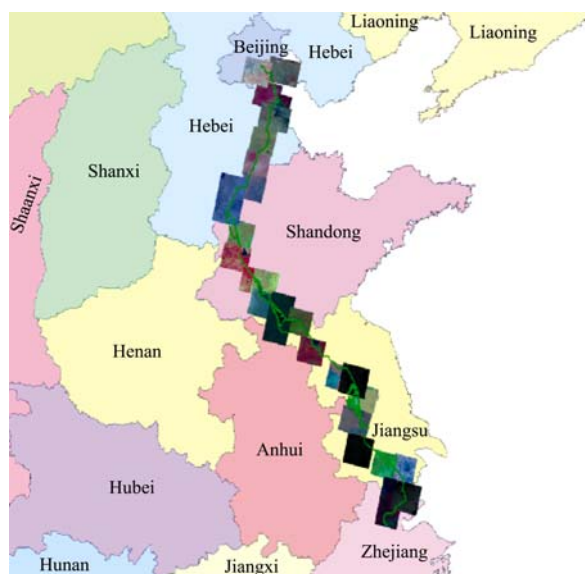 Liaoning
Liaoning
Beijing
Hebei
Hebei
Shanxi
Shaanxi
Shandong
Henan
Jiangsu
Anhui
Hubei
Zhejiang
Hunan
Jiangxi